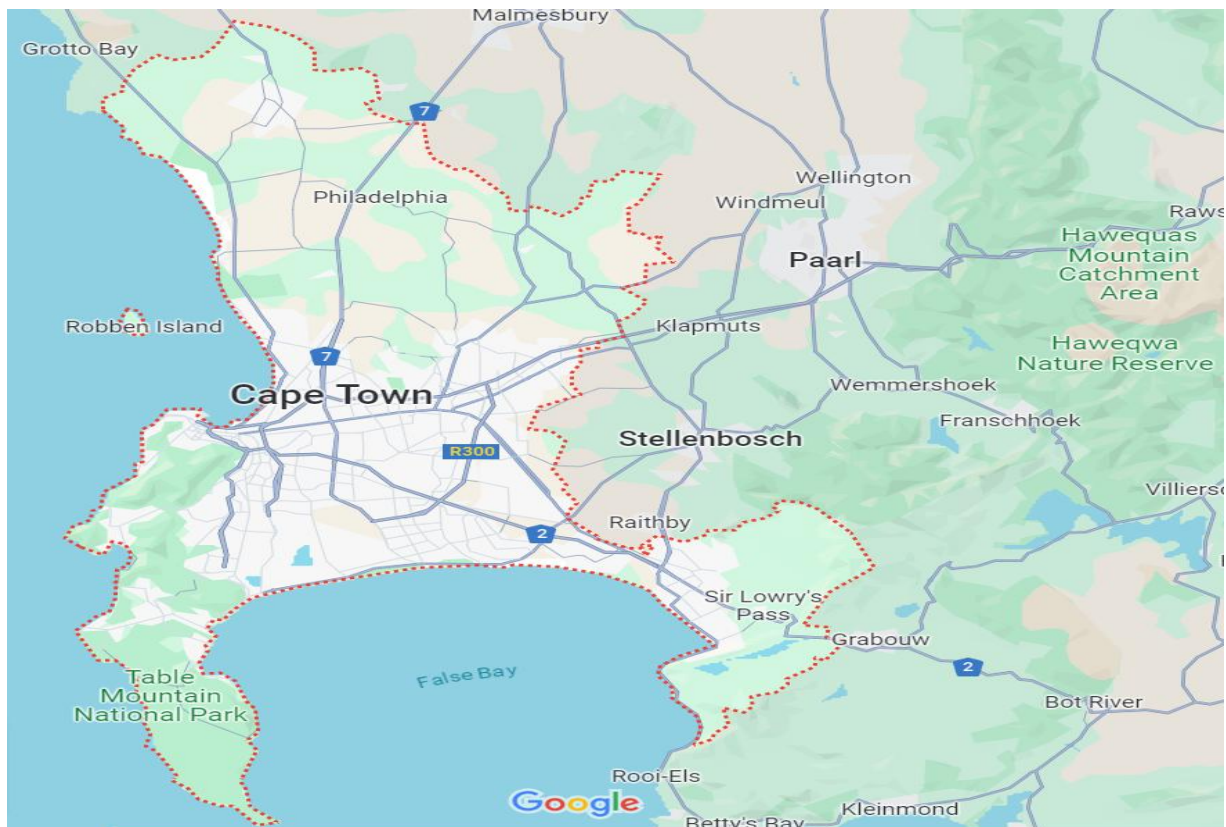 Malmesbury
Grotto Bay
7
Wellington
Philadelphia
Windmeul
Raws
Hawequas
Mountain
Catchment
Area
Paarl
Robben Island
Klapmuts
7
Haweqwa
Nature Reserve
Cape Town
Wemmershoek
Franschhoek
Stellenbosch
R300
Villiers
Raithby
2
Sir Lowry's
Pass
Grabouw
2
False Bay
Table
Mountain
National Park
Bot River
Rooi-Els
Google
Kleinmond
Betty's Bay